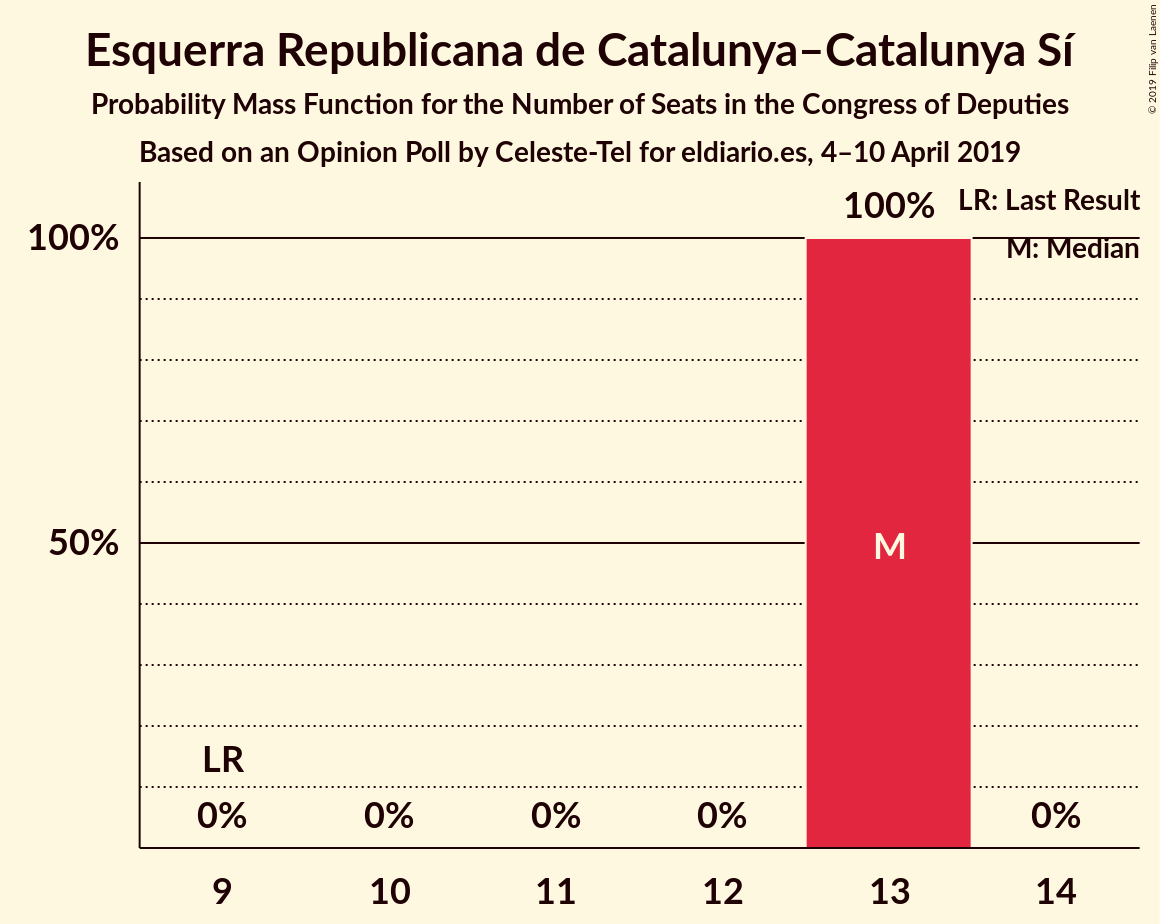 Esquerra Republicana de Catalunya–Catalunya Sí
Probability Mass Function for the Number of Seats in the Congress of Deputies
Based on an Opinion Poll by Celeste-Tel for eldiario.es, 4–10 April 2019
© 2019 Filip van Laenen
LR: Last Result
M: Median
100%
100%
50%
M
LR
0% 0% 0% 0% 0%
9 10 11 12 13 14